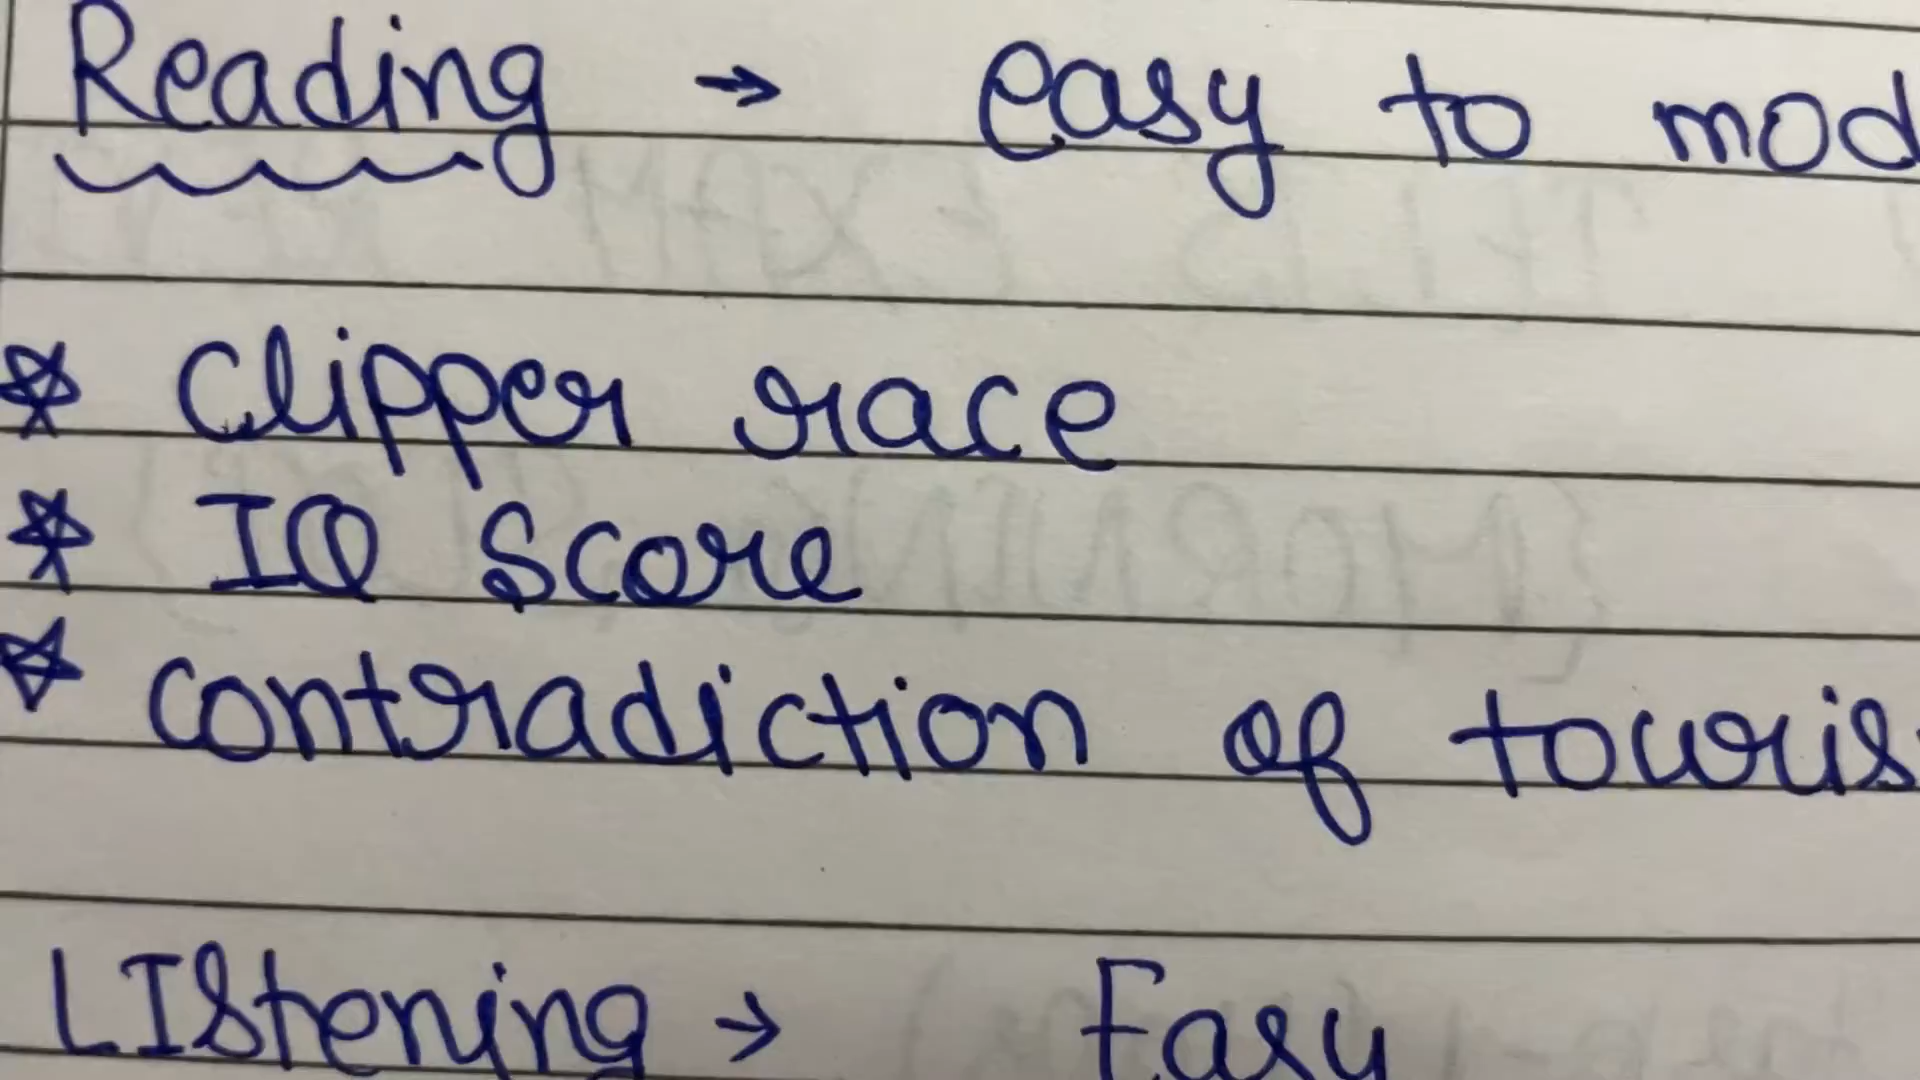 Reading → easy to mod
☆ Clipper race
☆ IQ Score
☆ contradiction of touris
LIStening → Easy